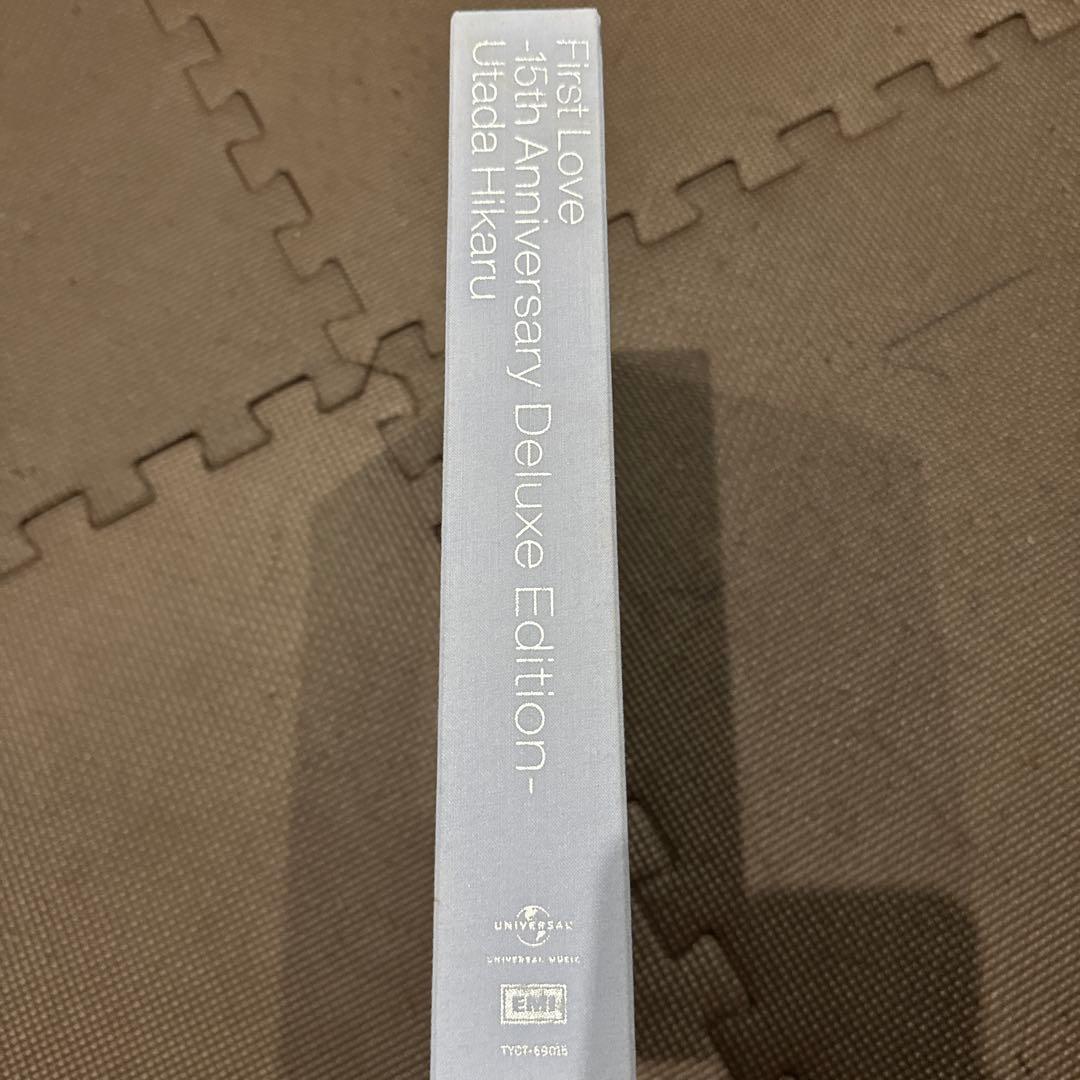 First Love
-15th Anniversary Deluxe Edition-
Utada Hikaru
UNIVERSAL
UNIVERSAL MUSIC
EMI
TYCT-69015